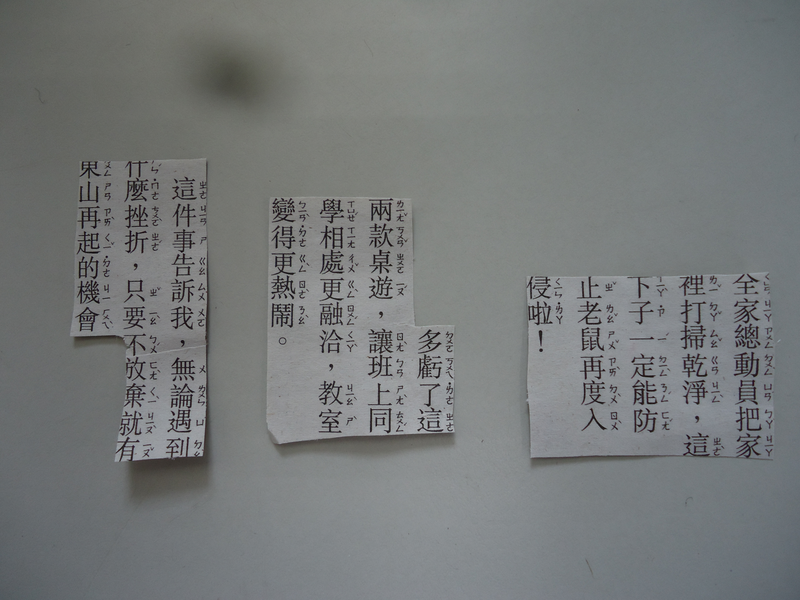 這件事告訴我，無論遇到
什麼挫折，只要不放棄就有
東山再起的機會
多虧了這
兩款桌遊，讓班上同
學相處更融洽，教室
變得更熱鬧。
全家總動員把家
裡打掃乾淨，這
下子一定能防
止老鼠再度入
侵啦！